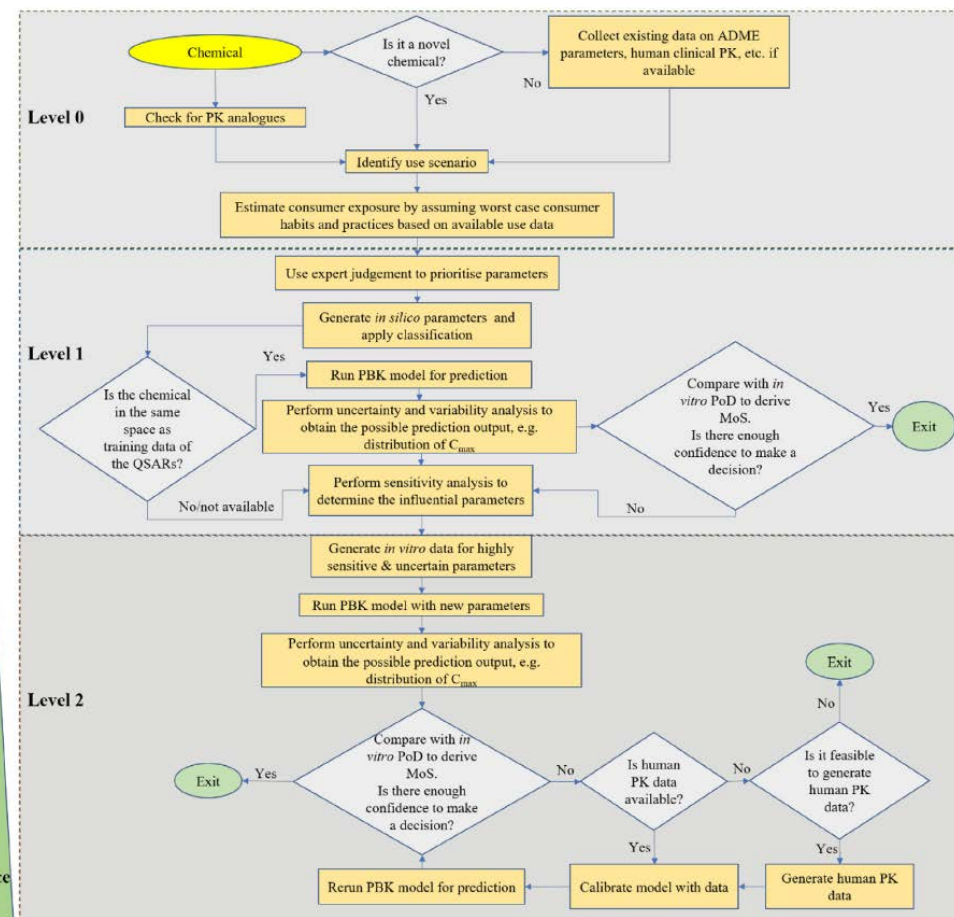 Chemical
Is it a novel
chemical?
Collect existing data on ADME
parameters, human clinical PK, etc. if
available
No
Yes
Level 0
Check for PK analogues
Identify use scenario
Estimate consumer exposure by assuming worst case consumer
habits and practices based on available use data
Use expert judgement to prioritise parameters
Generate in silico parameters and
apply classification
Level 1
Yes
Is the chemical
in the same
space as
training data of
the QSARs?
Run PBK model for prediction
Perform uncertainty and variability analysis to
obtain the possible prediction output, e.g.
distribution of Cmax
Compare with in
vitro PoD to derive
MoS.
Is there enough
confidence to make a
decision?
Yes
Exit
Perform sensitivity analysis to
determine the influential parameters
No/not available
No
Generate in vitro data for highly
sensitive & uncertain parameters
Run PBK model with new parameters
Perform uncertainty and variability analysis to
obtain the possible prediction output, e.g.
distribution of Cmax
Level 2
Exit
No
Compare with in
vitro PoD to derive
MoS.
Is there enough
confidence to make
a decision?
Yes
Exit
No
Is human
PK data
available?
No
Is it feasible
to generate
human PK
data?
Yes
Yes
Rerun PBK model for prediction
Calibrate model with data
Generate human PK
data